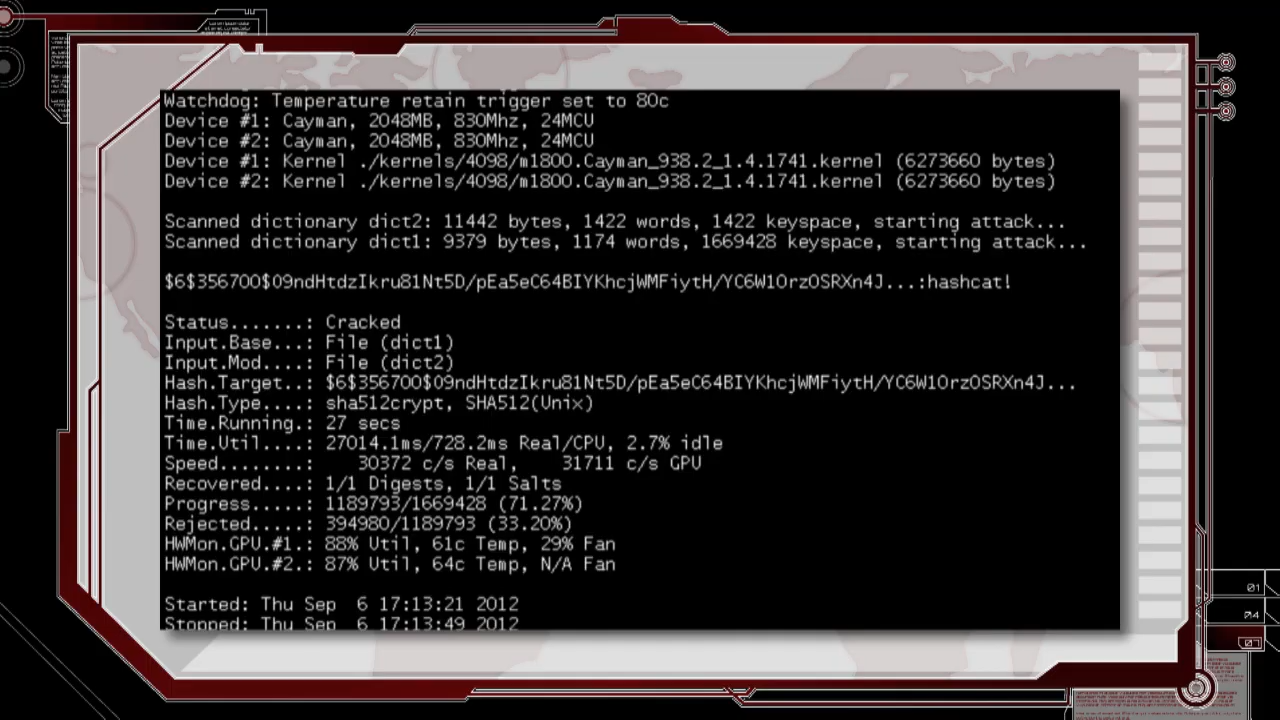 Watchdog: Temperature retain trigger set to 80c
Device #1: Cayman, 2048MB, 830Mhz, 24MCU
Device #2: Cayman, 2048MB, 830Mhz, 24MCU
Device #1: Kernel ./kernels/4098/m1800.Cayman_938.2_1.4.1741.kernel (6273660 bytes)
Device #2: Kernel ./kernels/4098/m1800.Cayman_938.2_1.4.1741.kernel (6273660 bytes)
Scanned dictionary dict2: 11442 bytes, 1422 words, 1422 keyspace, starting attack...
Scanned dictionary dict1: 9379 bytes, 1174 words, 1669428 keyspace, starting attack...
$6$356700$09ndHtdzIkru81Nt5D/pEa5eC64BIYKhcjWMFiytH/YC6W1OrzOSRXn4J...:hashcat!
Status.......: Cracked
Input.Base...: File (dict1)
Input.Mod....: File (dict2)
Hash.Target..: $6$356700$09ndHtdzIkru81Nt5D/pEa5eC64BIYKhcjWMFiytH/YC6W1OrzOSRXn4J...
Hash.Type....: sha512crypt, SHA512(Unix)
Time.Running.: 27 secs
Time.Util....: 27014.1ms/728.2ms Real/CPU, 2.7% idle
Speed........:    30372 c/s Real,    31711 c/s GPU
Recovered....: 1/1 Digests, 1/1 Salts
Progress.....: 1189793/1669428 (71.27%)
Rejected.....: 394980/1189793 (33.20%)
HWMon.GPU.#1.: 88% Util, 61c Temp, 29% Fan
HWMon.GPU.#2.: 87% Util, 64c Temp, N/A Fan
Started: Thu Sep  6 17:13:21 2012
Stopped: Thu Sep  6 17:13:49 2012
01
04
07